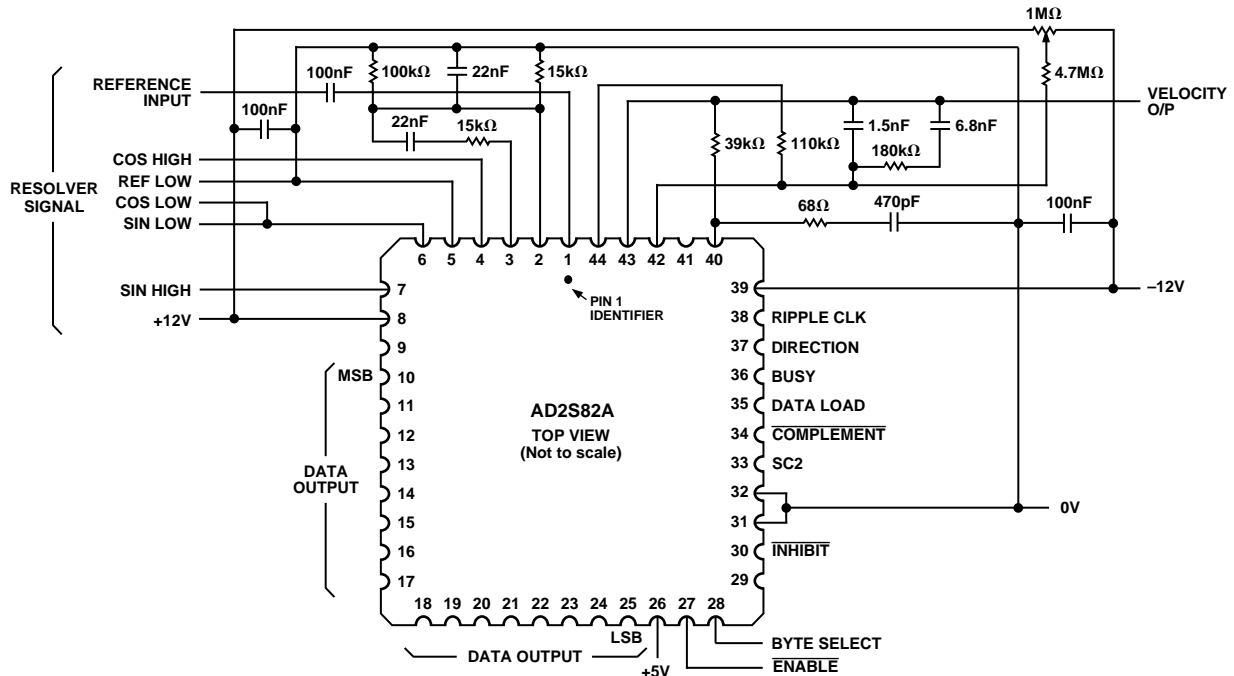 1MΩ
100nF
100kΩ
22nF
15kΩ
4.7MΩ
REFERENCE
INPUT
VELOCITY
O/P
100nF
22nF
15kΩ
39kΩ
110kΩ
1.5nF
6.8nF
180kΩ
COS HIGH
RESOLVER
SIGNAL
REF LOW
COS LOW
SIN LOW
68Ω
470pF
100nF
6 5 4 3 2 1 44 43 42 41 40
SIN HIGH
+12V
PIN 1
IDENTIFIER
7
8
9
MSB 10
11
12
13
14
15
16
17
DATA
OUTPUT
AD2S82A
TOP VIEW
(Not to scale)
39
–12V
38 RIPPLE CLK
37 DIRECTION
36 BUSY
35 DATA LOAD
34 COMPLEMENT
33 SC2
32
0V
31
30 INHIBIT
29
18 19 20 21 22 23 24 25 26 27 28
LSB
DATA OUTPUT
+5V
BYTE SELECT
ENABLE